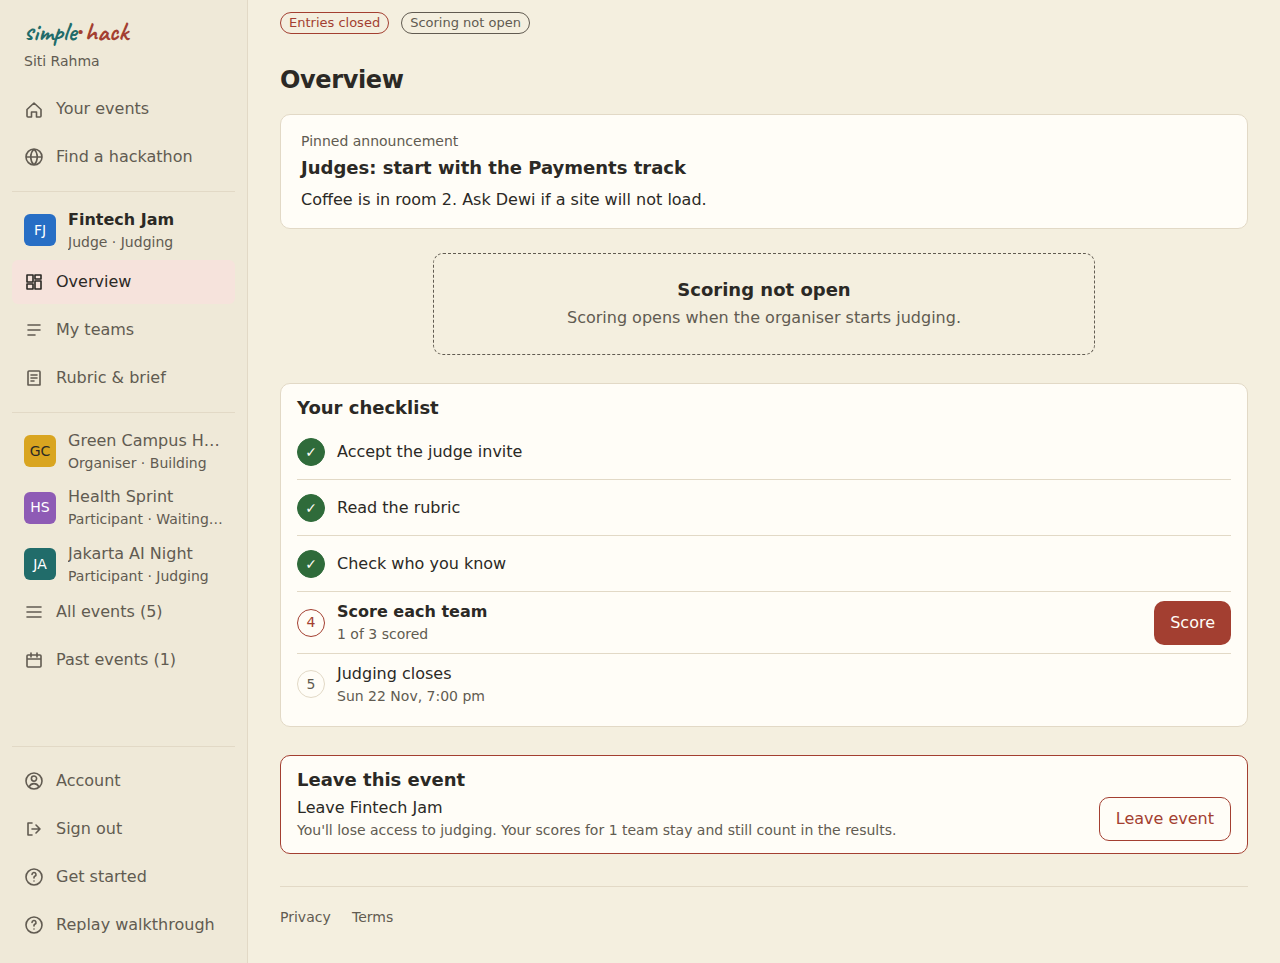 simple·hack
Siti Rahma
Your events
Find a hackathon
FJ
Fintech Jam
Judge · Judging
Overview
My teams
Rubric & brief
GC
Green Campus H…
Organiser · Building
HS
Health Sprint
Participant · Waiting…
JA
Jakarta AI Night
Participant · Judging
All events (5)
Past events (1)
Account
Sign out
Get started
Replay walkthrough
Entries closed
Scoring not open
Overview
Pinned announcement
Judges: start with the Payments track
Coffee is in room 2. Ask Dewi if a site will not load.
Scoring not open
Scoring opens when the organiser starts judging.
Your checklist
✓ Accept the judge invite
✓ Read the rubric
✓ Check who you know
4
Score each team
1 of 3 scored
Score
5
Judging closes
Sun 22 Nov, 7:00 pm
Leave this event
Leave Fintech Jam
You'll lose access to judging. Your scores for 1 team stay and still count in the results.
Leave event
Privacy Terms